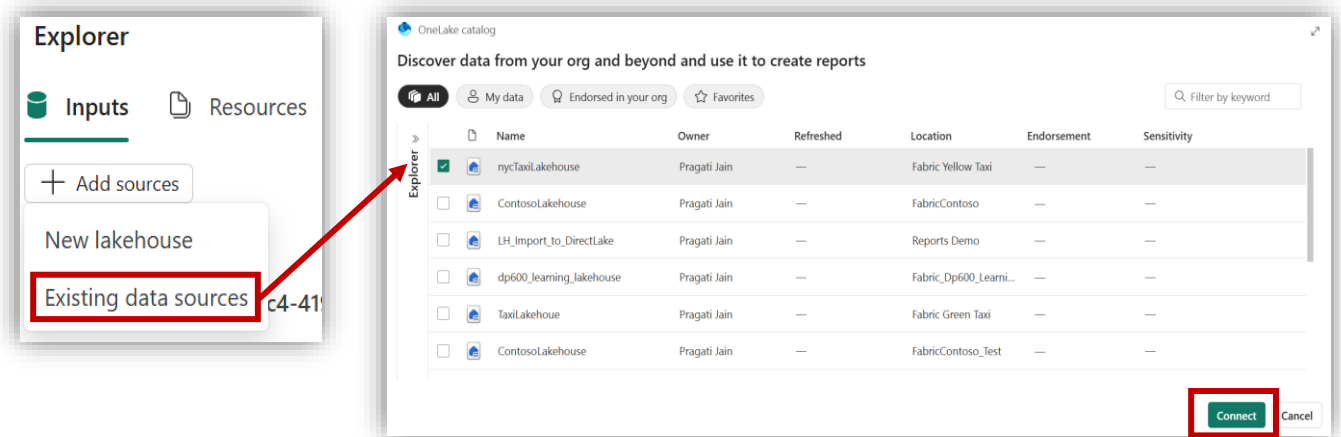 Explorer
Inputs Resources
Add sources
New lakehouse
Existing data sources
c4-419
OneLake catalog
Discover data from your org and beyond and use it to create reports
All My data Endorsed in your org Favorites Filter by keyword
Explorer
Name Owner Refreshed Location Endorsement Sensitivity
nycTaxiLakehouse Pragati Jain — Fabric Yellow Taxi — —
ContosoLakehouse Pragati Jain — FabricContoso — —
LH_Import_to_DirectLake Pragati Jain — Reports Demo — —
dp600_learning_lakehouse Pragati Jain — Fabric_Dp600_Learni... — —
TaxiLakehoue Pragati Jain — Fabric Green Taxi — —
ContosoLakehouse Pragati Jain — FabricContoso_Test — —
Connect Cancel